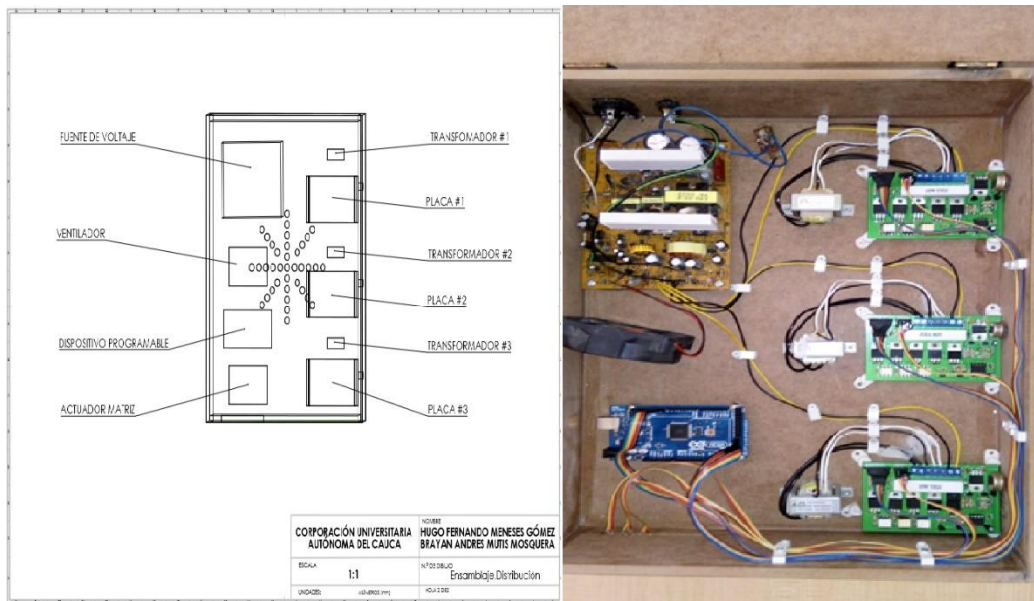 FUENTE DE VOLTAJE
VENTILADOR
DISPOSITIVO PROGRAMABLE
ACTUADOR MATRIZ
TRANSFOMADOR #1
PLACA #1
TRANSFORMADOR #2
PLACA #2
TRANSFORMADOR #3
PLACA #3
CORPORACIÓN UNIVERSITARIA
AUTÓNOMA DEL CAUCA
NOMBRE
HUGO FERNANDO MENESES GÓMEZ
BRAYAN ANDRES MUTIS MOSQUERA
ESCALA
1:1
N.º DE DIBUJO
Ensamblaje Distribución
UNIDADES: